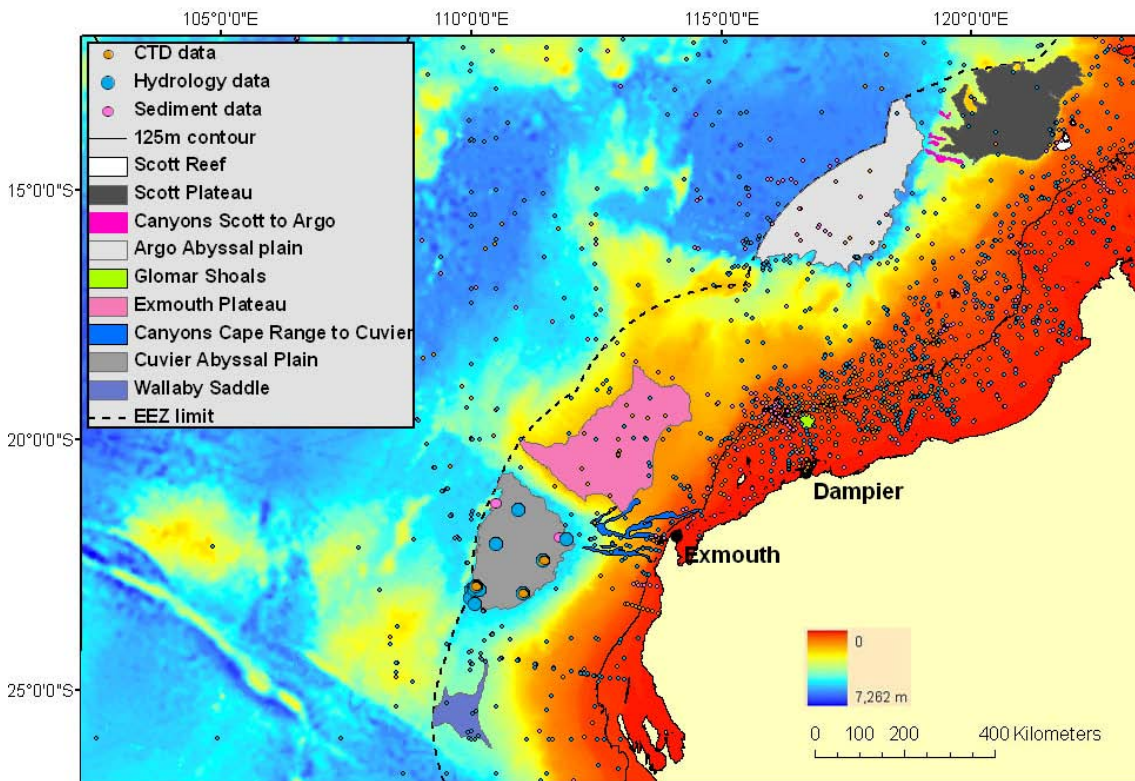 105°0'0"E 110°0'0"E 115°0'0"E 120°0'0"E
CTD data
Hydrology data
Sediment data
125m contour
Scott Reef
Scott Plateau
Canyons Scott to Argo
Argo Abyssal plain
Glomar Shoals
Exmouth Plateau
Canyons Cape Range to Cuvier
Cuvier Abyssal Plain
Wallaby Saddle
EEZ limit
15°0'0"S
20°0'0"S
25°0'0"S
Dampier
Exmouth
0
7,262 m
0 100 200 400 Kilometers